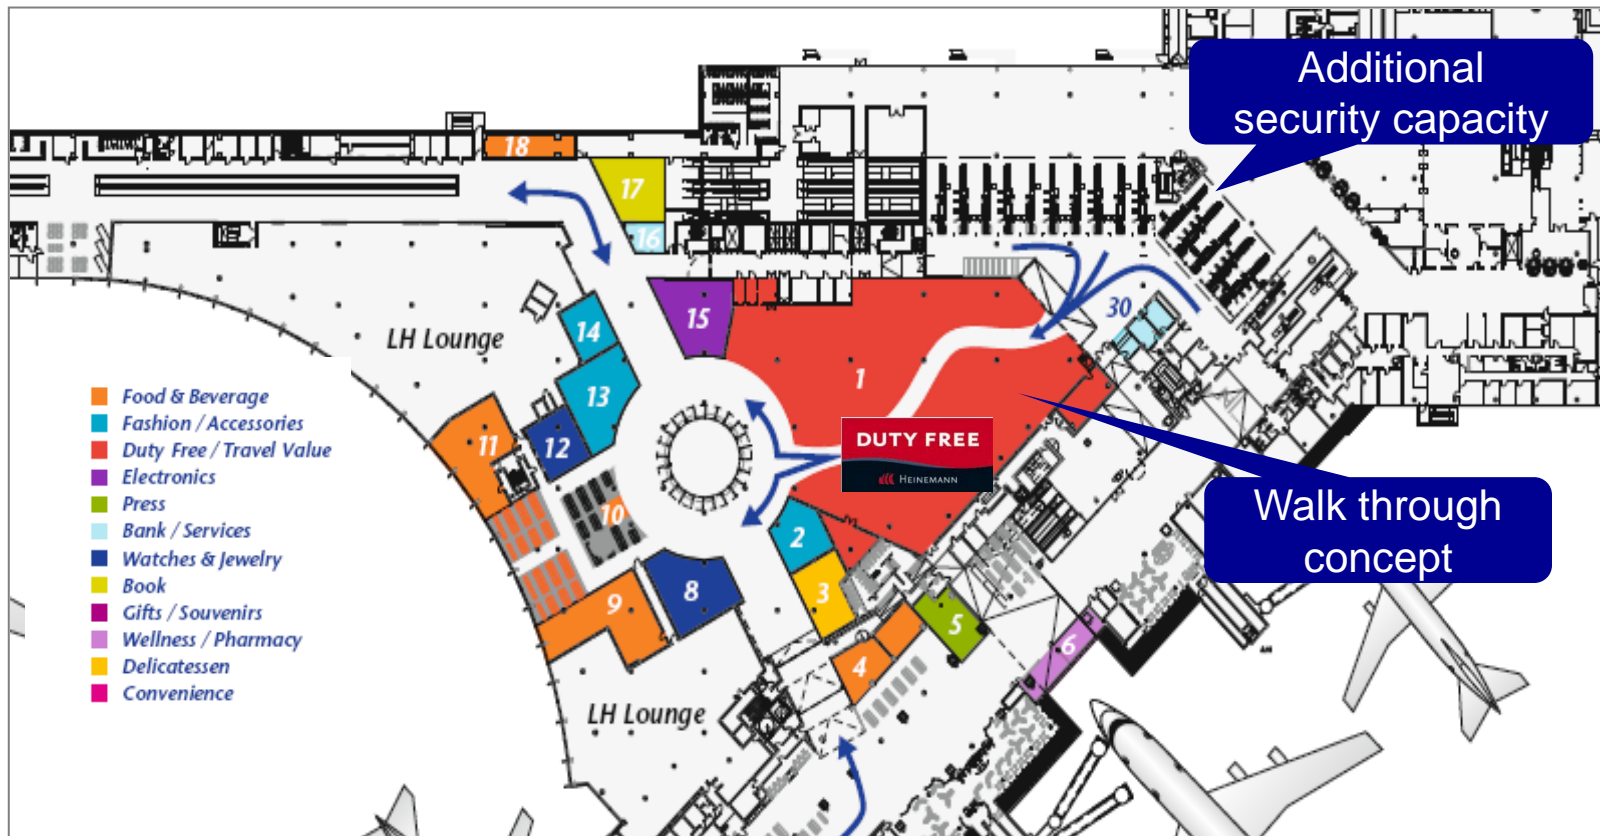 Additional
security capacity
18
17
16
15
14
13
12
11
10
9
8
1
2
3
4
5
6
30
LH Lounge
DUTY FREE
HEINEMANN
Walk through
concept
Food & Beverage
Fashion / Accessories
Duty Free / Travel Value
Electronics
Press
Bank / Services
Watches & Jewelry
Book
Gifts / Souvenirs
Wellness / Pharmacy
Delicatessen
Convenience
LH Lounge